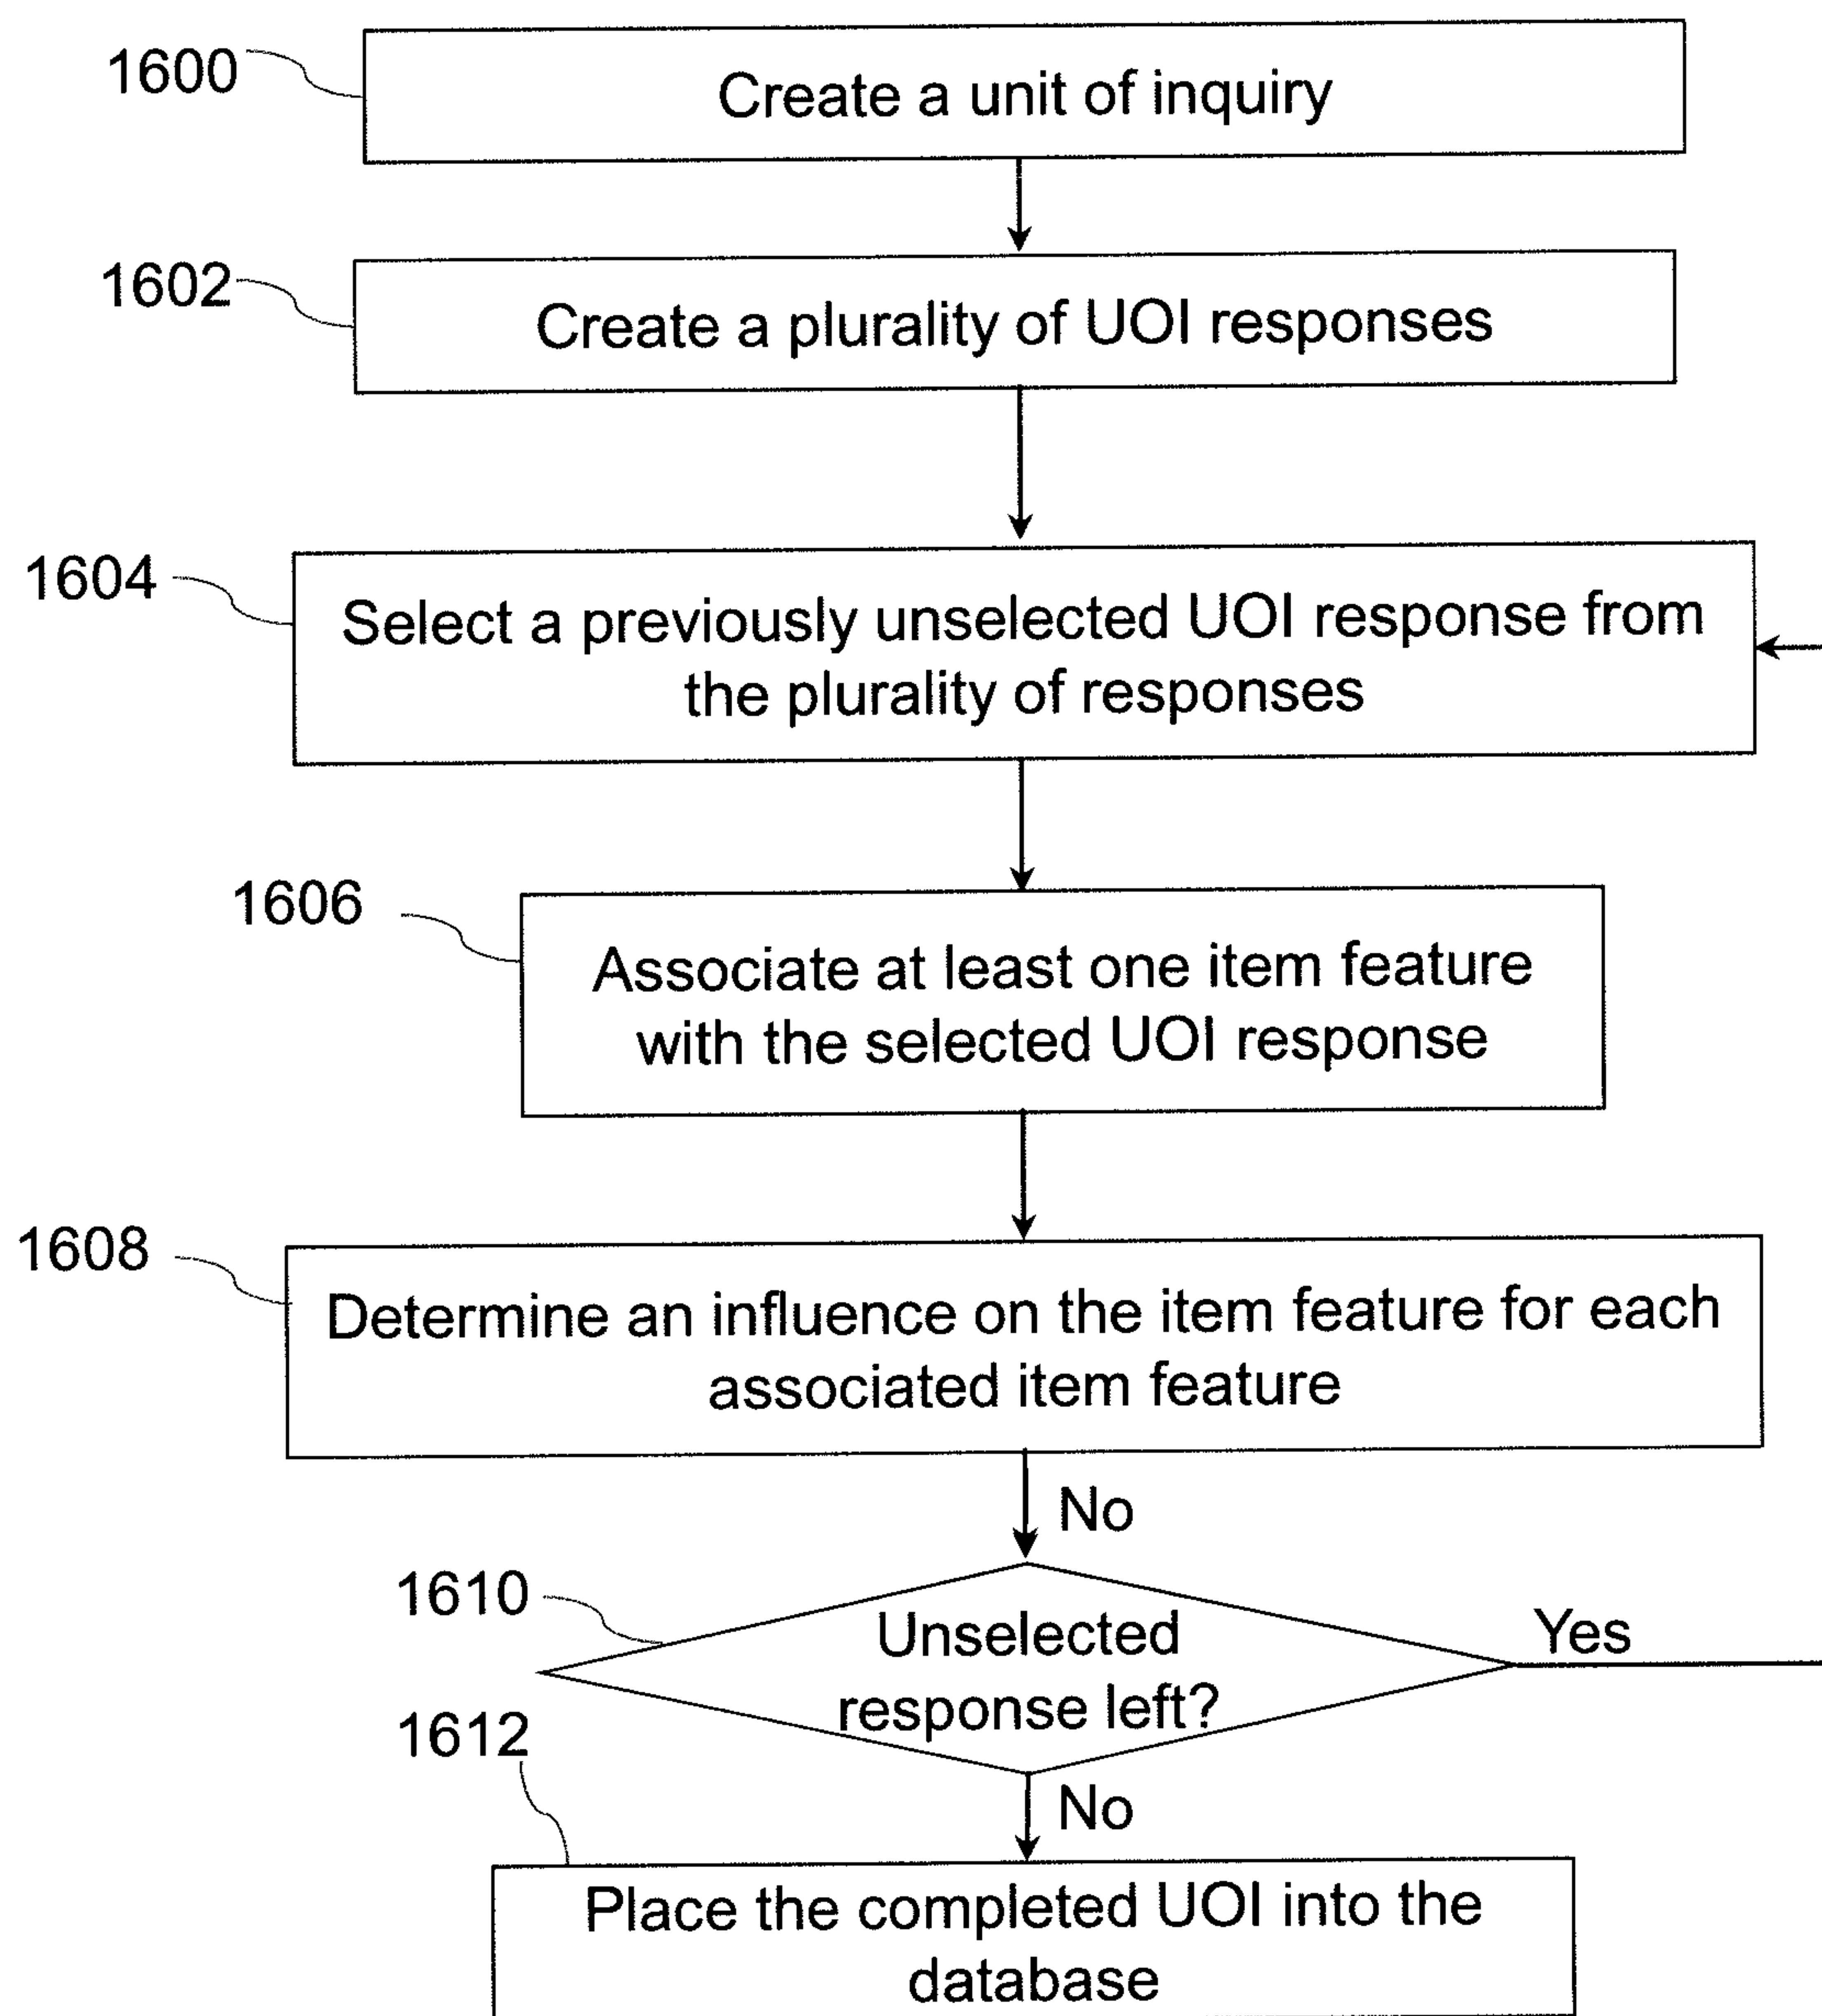 1600
Create a unit of inquiry
1602
Create a plurality of UOI responses
1604
Select a previously unselected UOI response from
the plurality of responses
1606
Associate at least one item feature
with the selected UOI response
1608
Determine an influence on the item feature for each
associated item feature
No
1610
Unselected
response left?
Yes
1612
No
Place the completed UOI into the
database